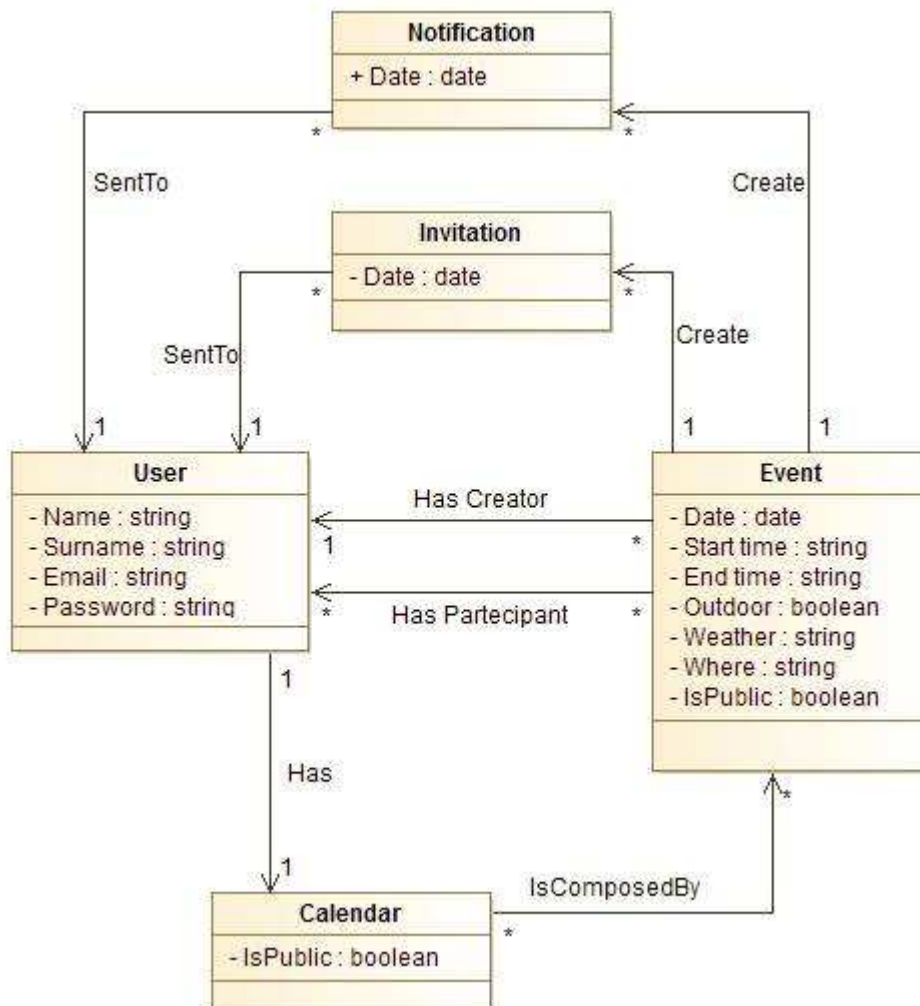 Notification
+ Date : date
*
*
SentTo
Create
Invitation
- Date : date
*
*
SentTo
Create
1
1
1
1
User
- Name : string
- Surname : string
- Email : string
- Password : string
Event
- Date : date
- Start time : string
- End time : string
- Outdoor : boolean
- Weather : string
- Where : string
- IsPublic : boolean
Has Creator
1
*
*
Has Partecipant
*
1
Has
1
*
IsComposedBy
*
Calendar
- IsPublic : boolean